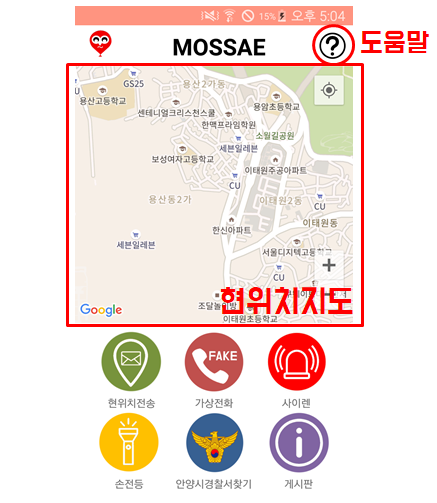 15% 오후 5:04
MOSSAE
?
도움말
GS25
용산2가동
용산고등학교
용암초등학교
센테니얼크리스천스쿨
한맥프라임학원
소월길공원
세븐일레븐
보성여자고등학교
이태원주공아파트
CU
용산동2가
이태원2동
CU
한신아파트
이태원동
세븐일레븐
서울디지텍고등학교
CU
+
Google
조달놀이방
현위치지도
이태원초등학교
FAKE
현위치전송
가상전화
사이렌
i
손전등
안양시경찰서찾기
게시판